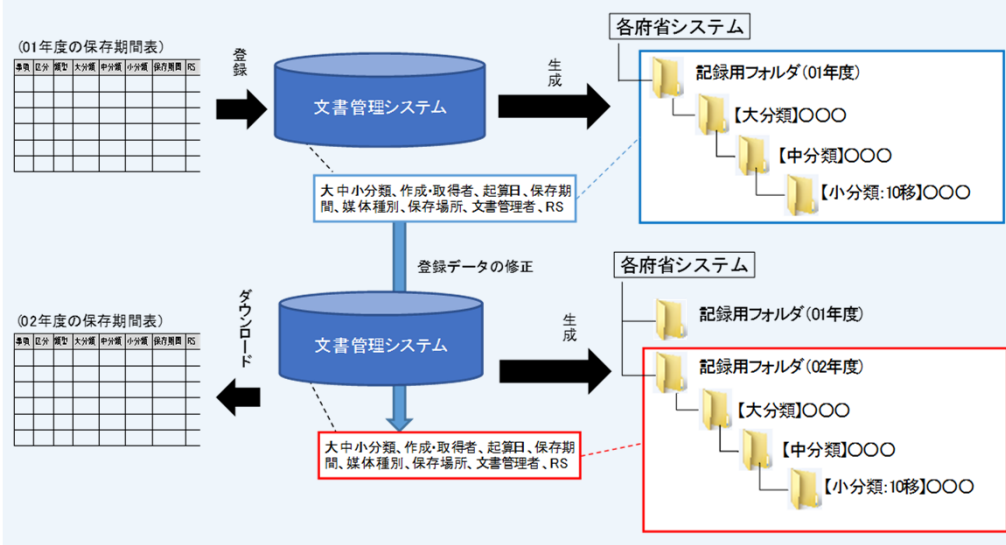 (01年度の保存期間表)
事項 区分 類型 大分類 中分類 小分類 保存期間 RS
登録
文書管理システム
生成
各府省システム
記録用フォルダ(01年度)
【大分類】〇〇〇
【中分類】〇〇〇
【小分類:10移】〇〇〇
大中小分類、作成・取得者、起算日、保存期
間、媒体種別、保存場所、文書管理者、RS
登録データの修正
(02年度の保存期間表)
事項 区分 類型 大分類 中分類 小分類 保存期間 RS
ダウンロード
文書管理システム
生成
各府省システム
記録用フォルダ(01年度)
記録用フォルダ(02年度)
【大分類】〇〇〇
【中分類】〇〇〇
【小分類:10移】〇〇〇
大中小分類、作成・取得者、起算日、保存期
間、媒体種別、保存場所、文書管理者、RS